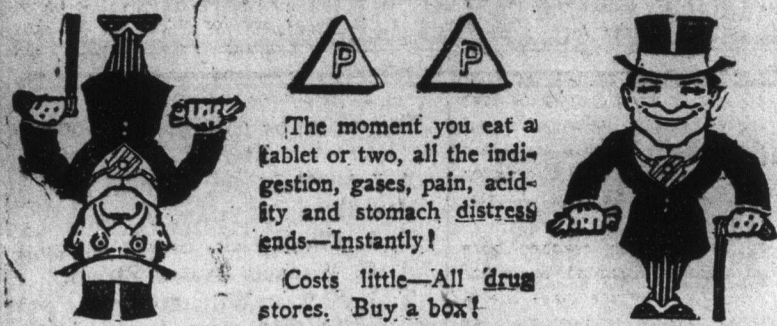 P P
The moment you eat a
tablet or two, all the indi-
gestion, gases, pain, acid-
ity and stomach distress
ends—Instantly!
Costs little—All drug
stores. Buy a box!